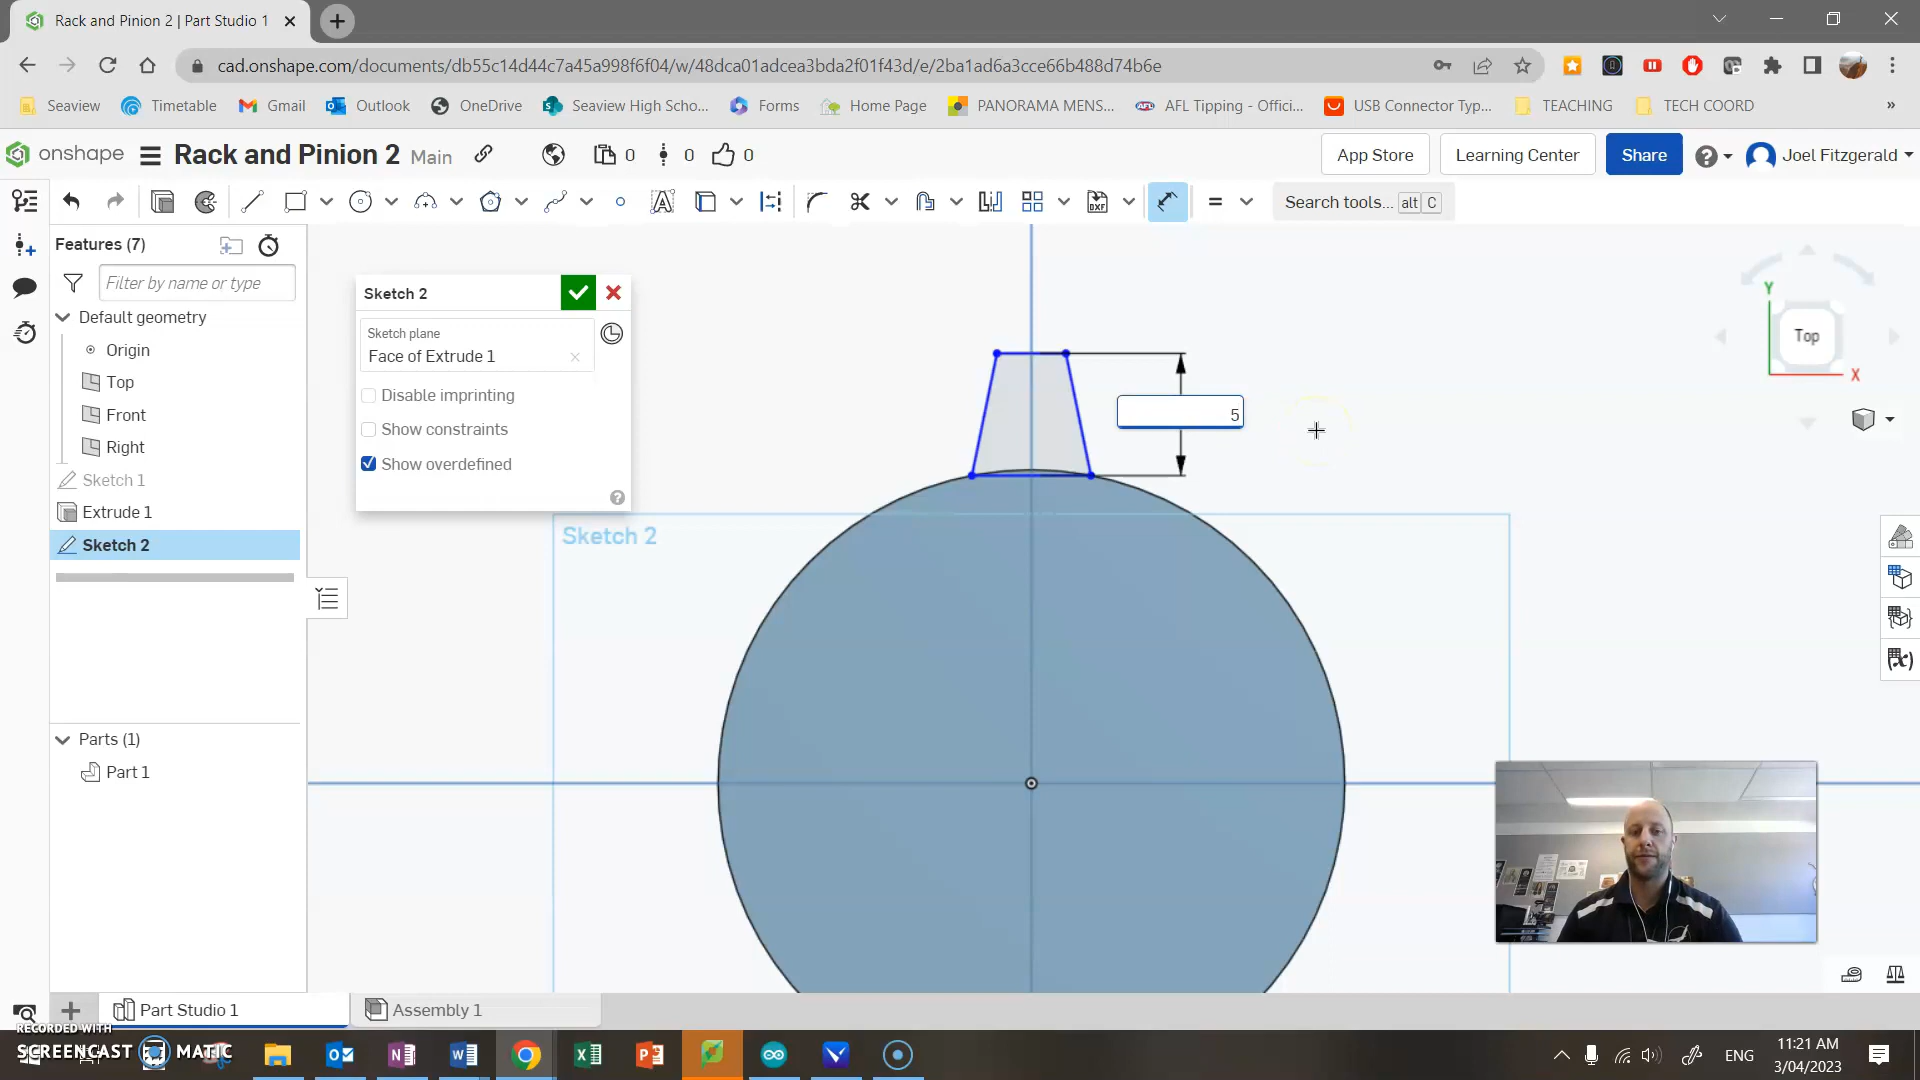 Rack and Pinion 2 | Part Studio 1
cad.onshape.com/documents/db55c14d44c7a45a998f6f04/w/48dca01adcea3bda2f01f43d/e/2ba1ad6a3cce66b488d74b6e
Seaview Timetable Gmail Outlook OneDrive Seaview High Scho... Forms Home Page PANORAMA MENS... AFL Tipping - Offici... USB Connector Typ... TEACHING TECH COORD »
onshape Rack and Pinion 2 Main 0 0 0 App Store Learning Center Share Joel Fitzgerald
Search tools... alt C
Features (7)
Filter by name or type
Default geometry
Origin
Top
Front
Right
Sketch 1
Extrude 1
Sketch 2
Parts (1)
Part 1
Sketch 2
Sketch plane
Face of Extrude 1
Disable imprinting
Show constraints
Show overdefined
5
Sketch 2
Y
Top
X
Part Studio 1 Assembly 1
RECORDED WITH
SCREENCAST MATIC
ENG
11:21 AM
3/04/2023